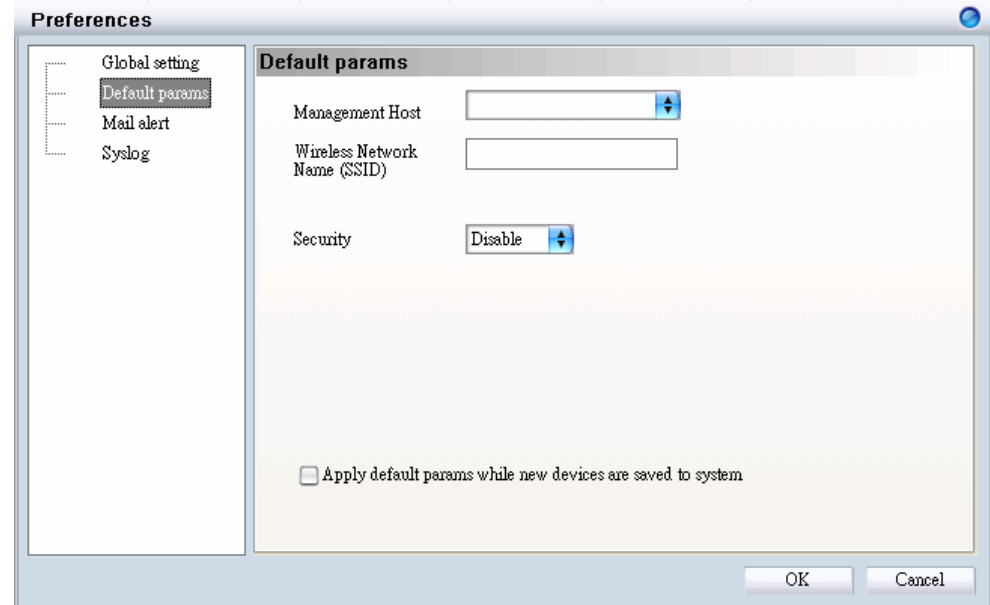 Preferences
Global setting
Default params
Mail alert
Syslog
Default params
Management Host
Wireless Network
Name (SSID)
Security
Disable
Apply default params while new devices are saved to system
OK
Cancel